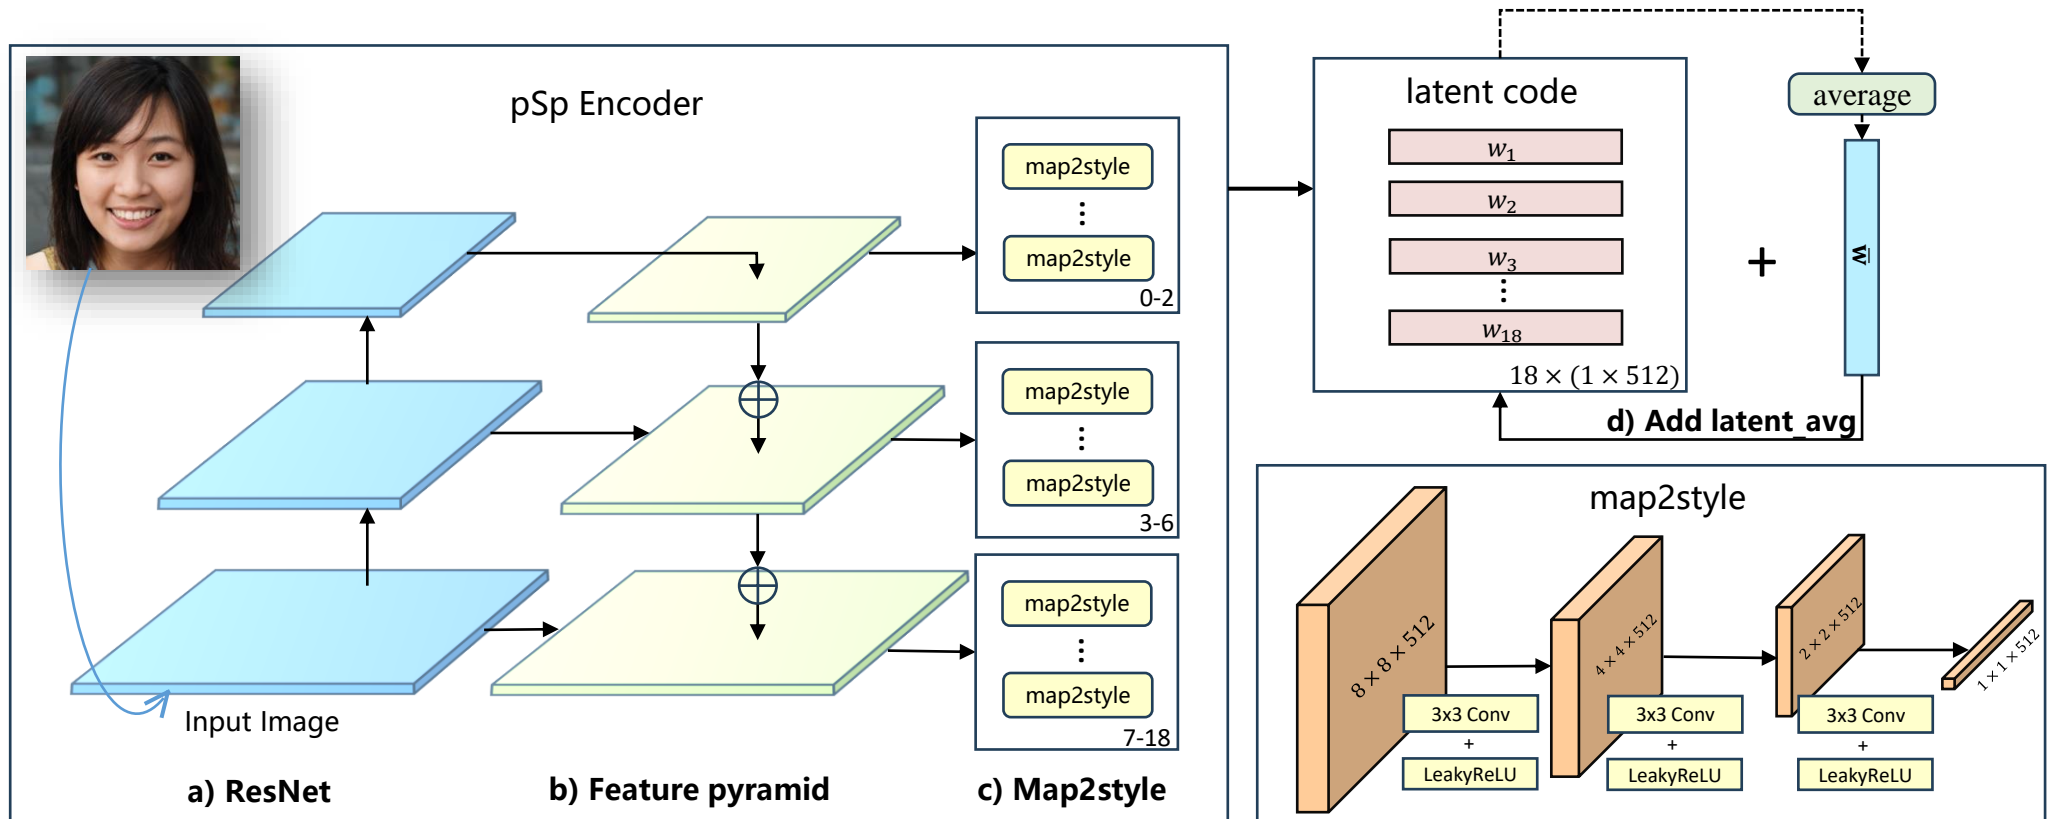 pSp Encoder
map2style
map2style
0-2
map2style
map2style
3-6
map2style
map2style
7-18
Input Image
a) ResNet
b) Feature pyramid
c) Map2style
latent code
w₁
w₂
w₃
w₁₈
18 × (1 × 512)
+
average
w̅
d) Add latent_avg
map2style
8 × 8 × 512
4 × 4 × 512
2 × 2 × 512
1 × 1 × 512
3x3 Conv
+
LeakyReLU
3x3 Conv
+
LeakyReLU
3x3 Conv
+
LeakyReLU